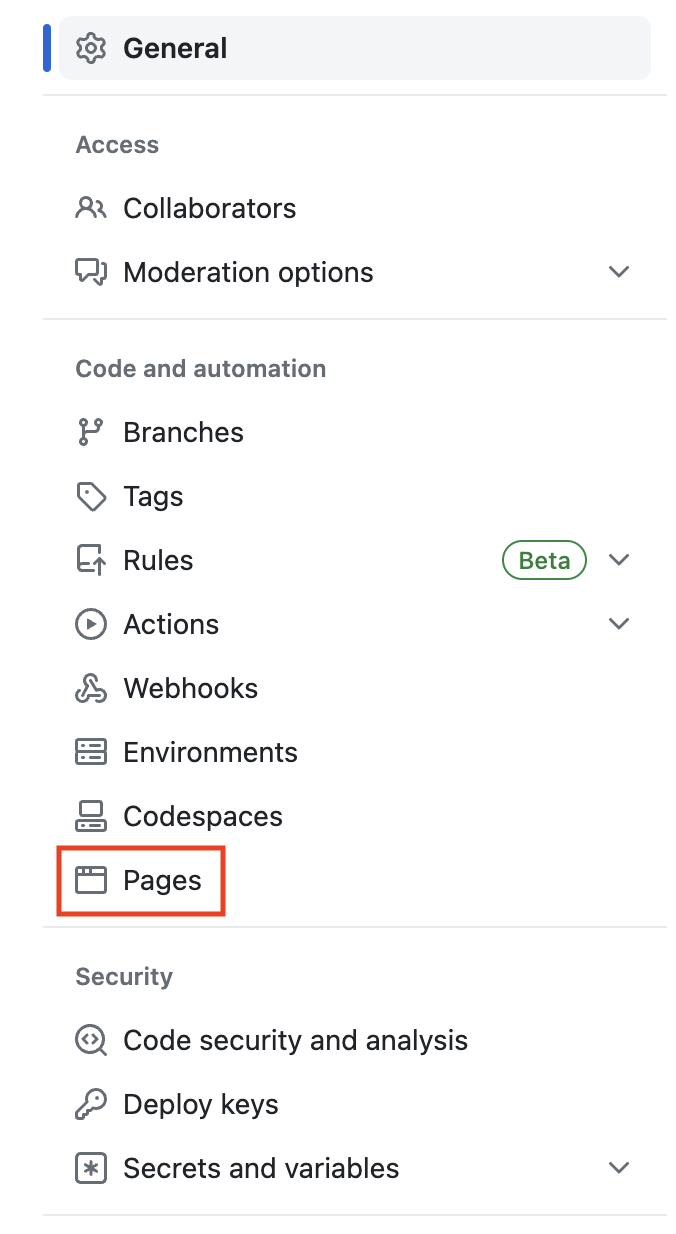 General
Access
Collaborators
Moderation options
Code and automation
Branches
Tags
Rules Beta
Actions
Webhooks
Environments
Codespaces
Pages
Security
Code security and analysis
Deploy keys
Secrets and variables